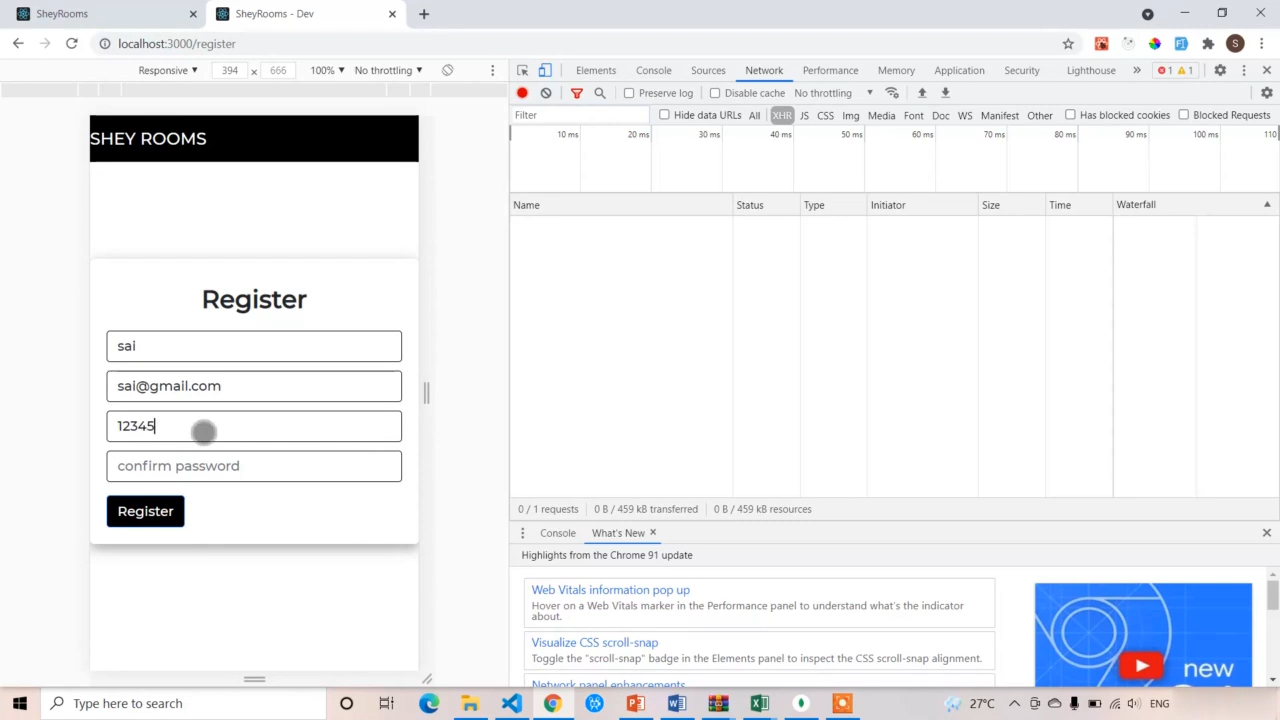 SheyRooms
SheyRooms - Dev
localhost:3000/register
S
Responsive 394 x 666 100% No throttling
Elements Console Sources Network Performance Memory Application Security Lighthouse 1 1
Preserve log Disable cache No throttling
Filter Hide data URLs All XHR JS CSS Img Media Font Doc WS Manifest Other Has blocked cookies Blocked Requests
10 ms 20 ms 30 ms 40 ms 50 ms 60 ms 70 ms 80 ms 90 ms 100 ms 110
Name Status Type Initiator Size Time Waterfall
SHEY ROOMS
Register
sai
sai@gmail.com
12345
confirm password
Register
0 / 1 requests 0 B / 459 kB transferred 0 B / 459 kB resources
Console What's New
Highlights from the Chrome 91 update
Web Vitals information pop up
Hover on a Web Vitals marker in the Performance panel to understand what's the indicator
about.
Visualize CSS scroll-snap
Toggle the "scroll-snap" badge in the Elements panel to inspect the CSS scroll-snap alignment.
Network panel enhancements
new
Type here to search
27°C ENG